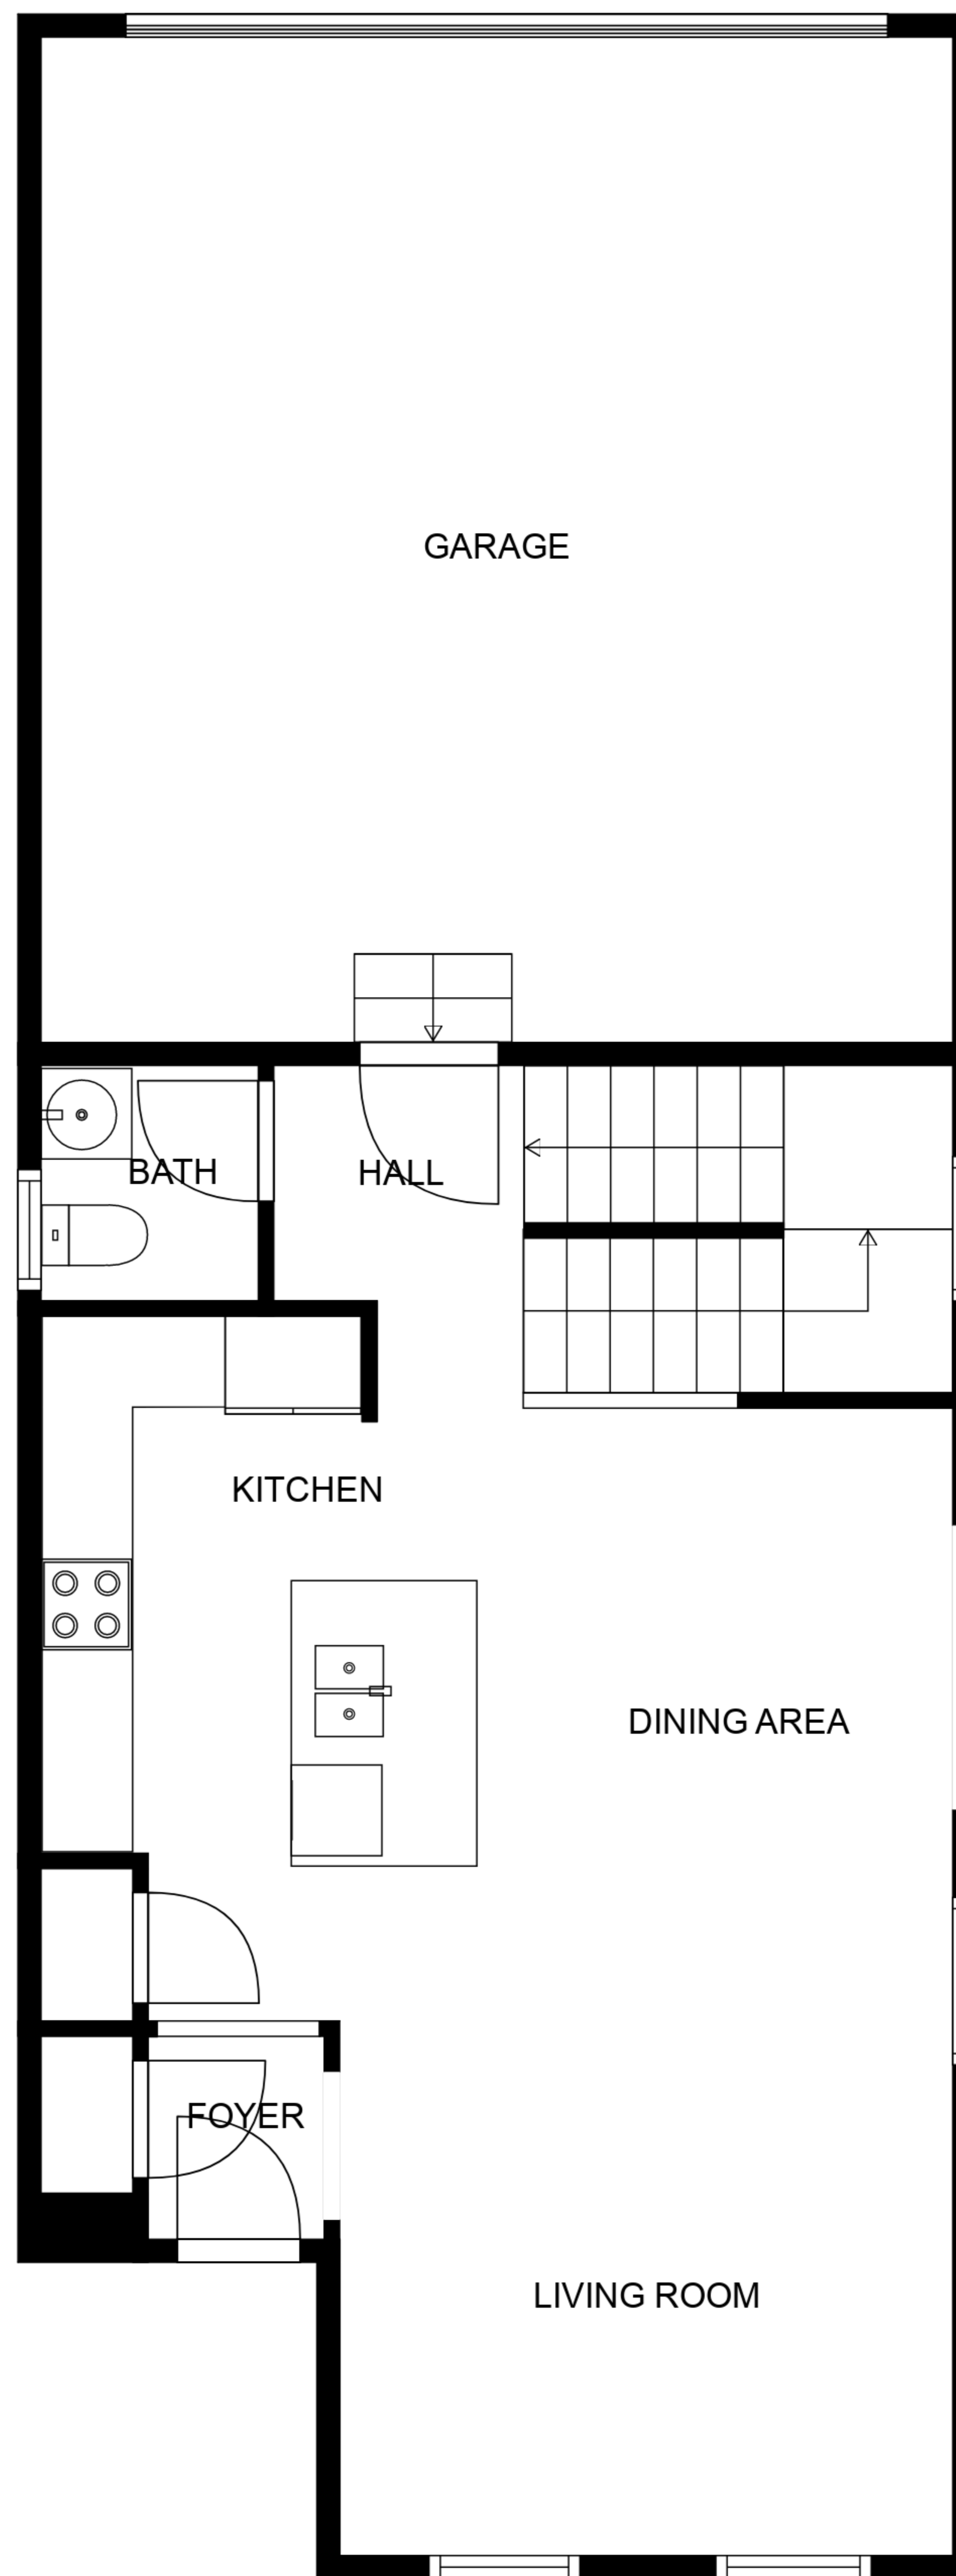 GARAGE
BATH
HALL
KITCHEN
DINING AREA
FOYER
LIVING ROOM